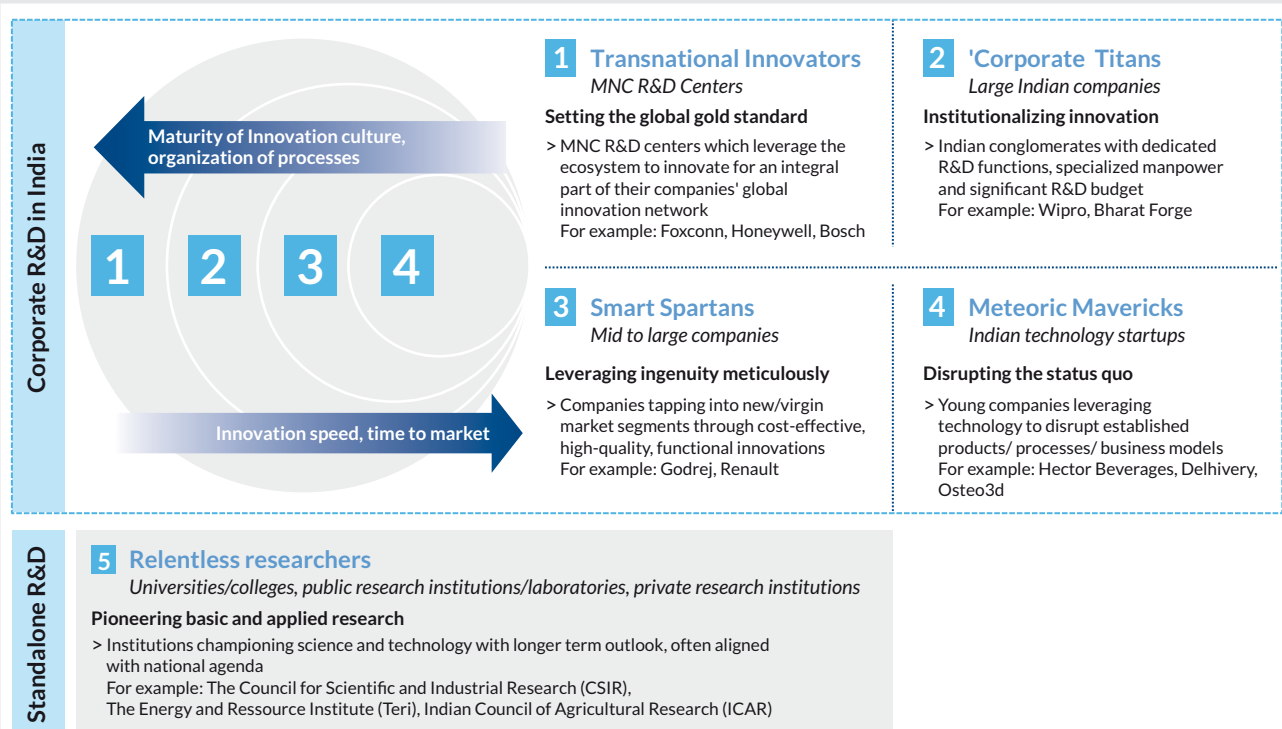 Corporate R&D in India
Maturity of Innovation culture,
organization of processes
1 2 3 4
Innovation speed, time to market
1 Transnational Innovators
MNC R&D Centers
Setting the global gold standard
> MNC R&D centers which leverage the
ecosystem to innovate for an integral
part of their companies' global
innovation network
For example: Foxconn, Honeywell, Bosch
2 'Corporate Titans
Large Indian companies
Institutionalizing innovation
> Indian conglomerates with dedicated
R&D functions, specialized manpower
and significant R&D budget
For example: Wipro, Bharat Forge
3 Smart Spartans
Mid to large companies
Leveraging ingenuity meticulously
> Companies tapping into new/virgin
market segments through cost-effective,
high-quality, functional innovations
For example: Godrej, Renault
4 Meteoric Mavericks
Indian technology startups
Disrupting the status quo
> Young companies leveraging
technology to disrupt established
products/ processes/ business models
For example: Hector Beverages, Delhivery,
Osteo3d
Standalone R&D
5 Relentless researchers
Universities/colleges, public research institutions/laboratories, private research institutions
Pioneering basic and applied research
> Institutions championing science and technology with longer term outlook, often aligned
with national agenda
For example: The Council for Scientific and Industrial Research (CSIR),
The Energy and Ressource Institute (Teri), Indian Council of Agricultural Research (ICAR)